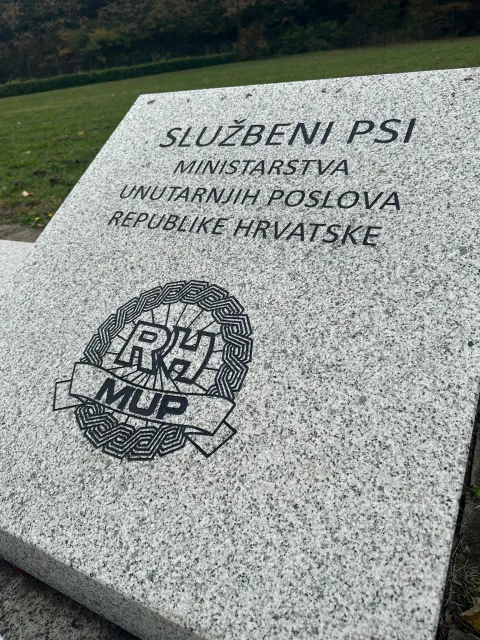 SLUŽBENI PSI
MINISTARSTVA
UNUTARNJIH POSLOVA
REPUBLIKE HRVATSKE
RH
MUP